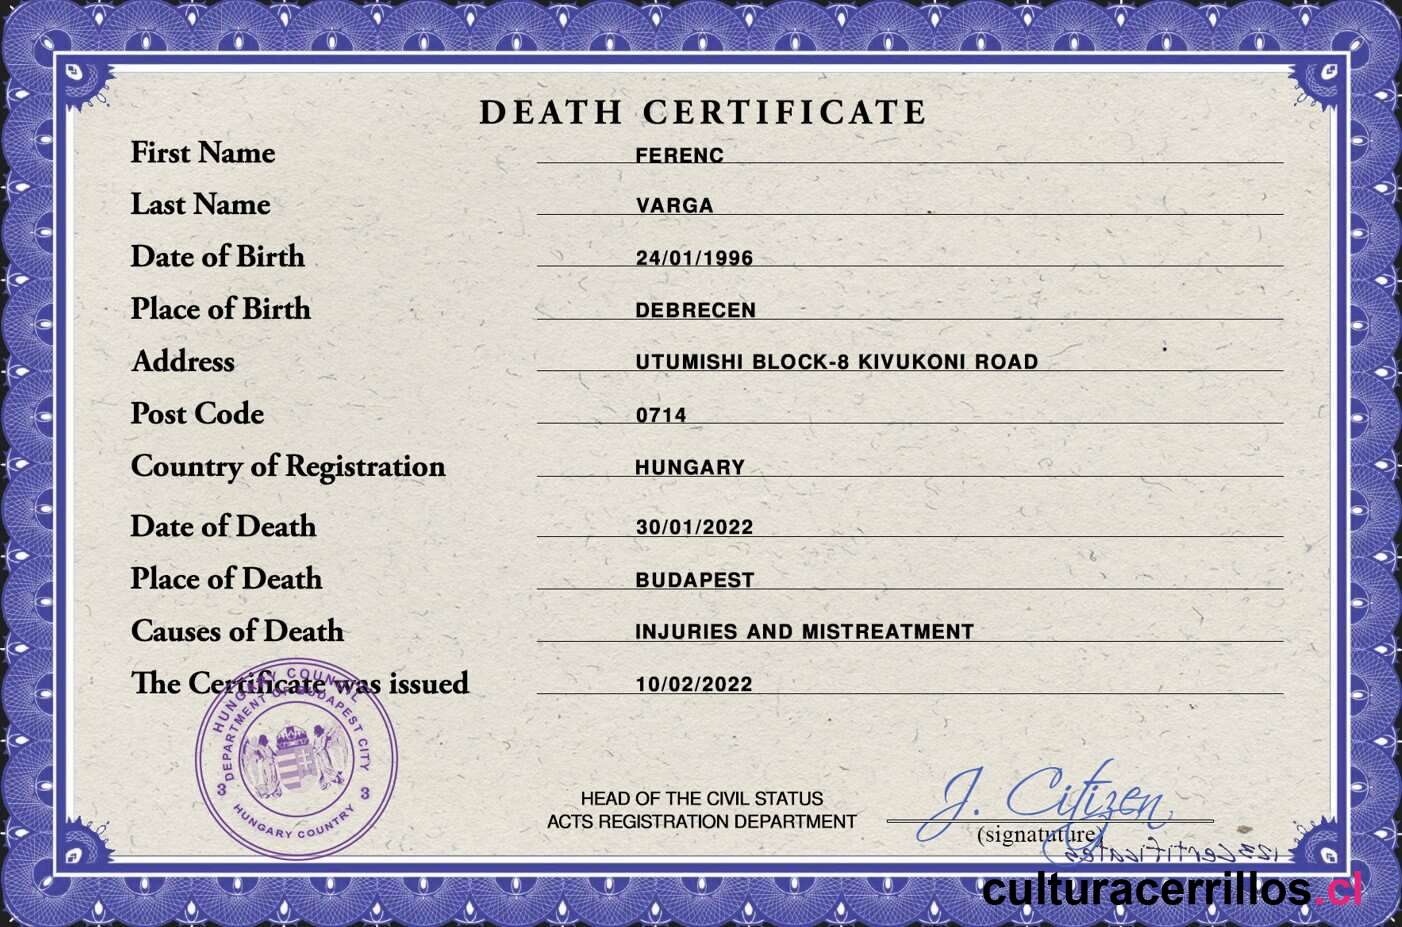 DEATH CERTIFICATE
First Name FERENC
Last Name VARGA
Date of Birth 24/01/1996
Place of Birth DEBRECEN
Address UTUMISHI BLOCK-8 KIVUKONI ROAD
Post Code 0714
Country of Registration HUNGARY
Date of Death 30/01/2022
Place of Death BUDAPEST
Causes of Death INJURIES AND MISTREATMENT
The Certificate was issued 10/02/2022
HUNGARY COUNCIL
DEPARTMENT OF BUDAPEST CITY
3 3
HUNGARY COUNTRY
HEAD OF THE CIVIL STATUS
ACTS REGISTRATION DEPARTMENT
J. Citizen
(signatuture)
123 Certificates
culturacerrillos.cl